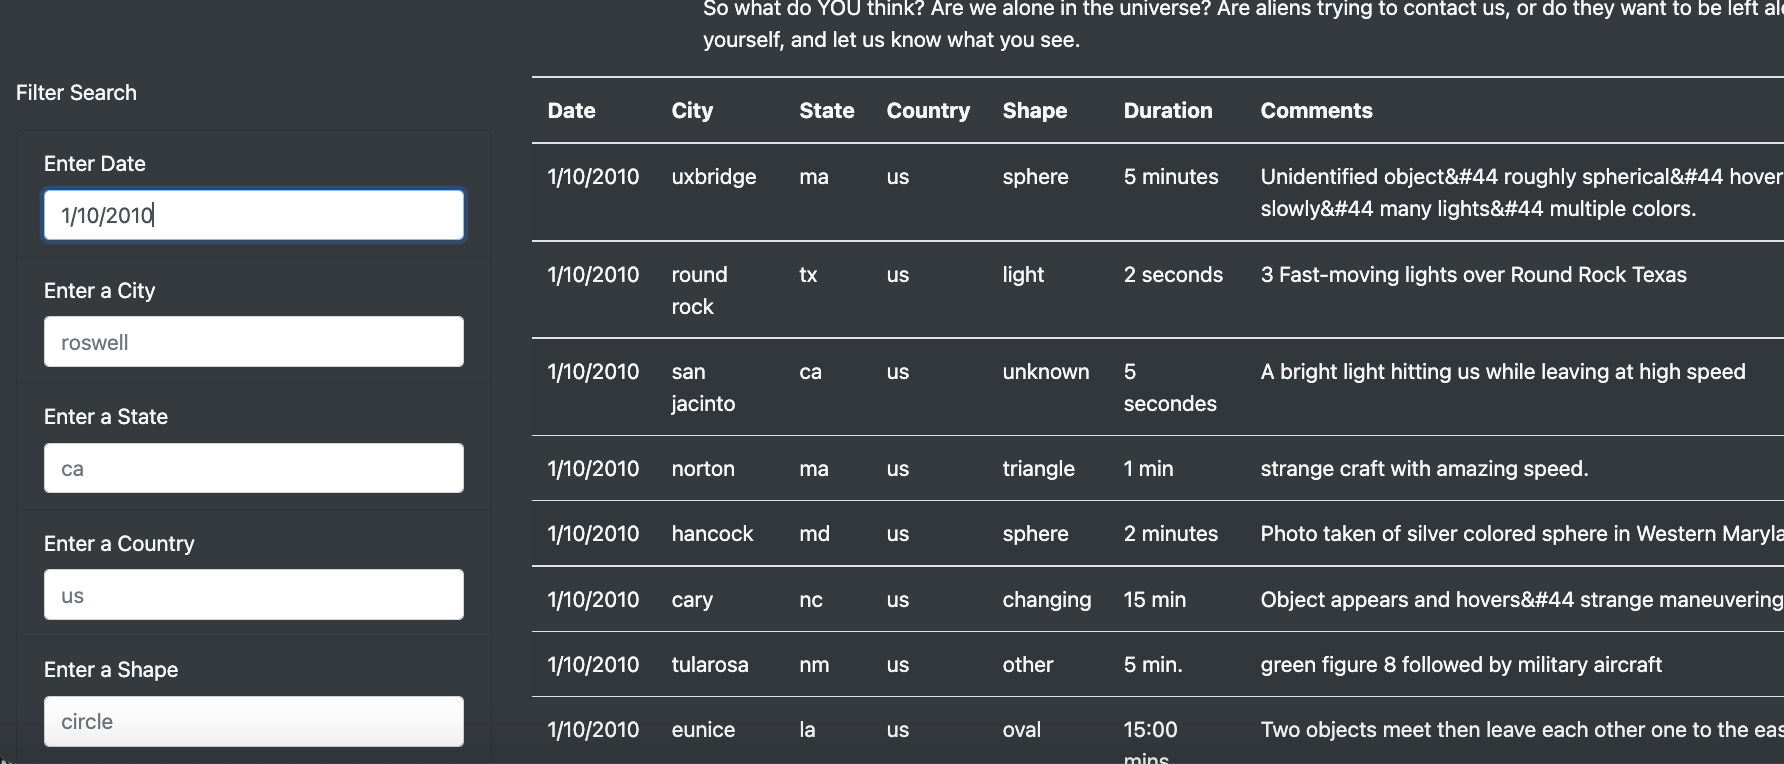 So what do YOU think? Are we alone in the universe? Are aliens trying to contact us, or do they want to be left
yourself, and let us know what you see.
Filter Search
Enter Date
1/10/2010
Enter a City
roswell
Enter a State
ca
Enter a Country
us
Enter a Shape
circle
Date City State Country Shape Duration Comments
1/10/2010 uxbridge ma us sphere 5 minutes Unidentified object&#44 roughly spherical&#44 hover
slowly&#44 many lights&#44 multiple colors.
1/10/2010 round tx us light 2 seconds 3 Fast-moving lights over Round Rock Texas
rock
1/10/2010 san ca us unknown 5 A bright light hitting us while leaving at high speed
jacinto secondes
1/10/2010 norton ma us triangle 1 min strange craft with amazing speed.
1/10/2010 hancock md us sphere 2 minutes Photo taken of silver colored sphere in Western Maryla
1/10/2010 cary nc us changing 15 min Object appears and hovers&#44 strange maneuvering
1/10/2010 tularosa nm us other 5 min. green figure 8 followed by military aircraft
1/10/2010 eunice la us oval 15:00 Two objects meet then leave each other one to the eas
mins